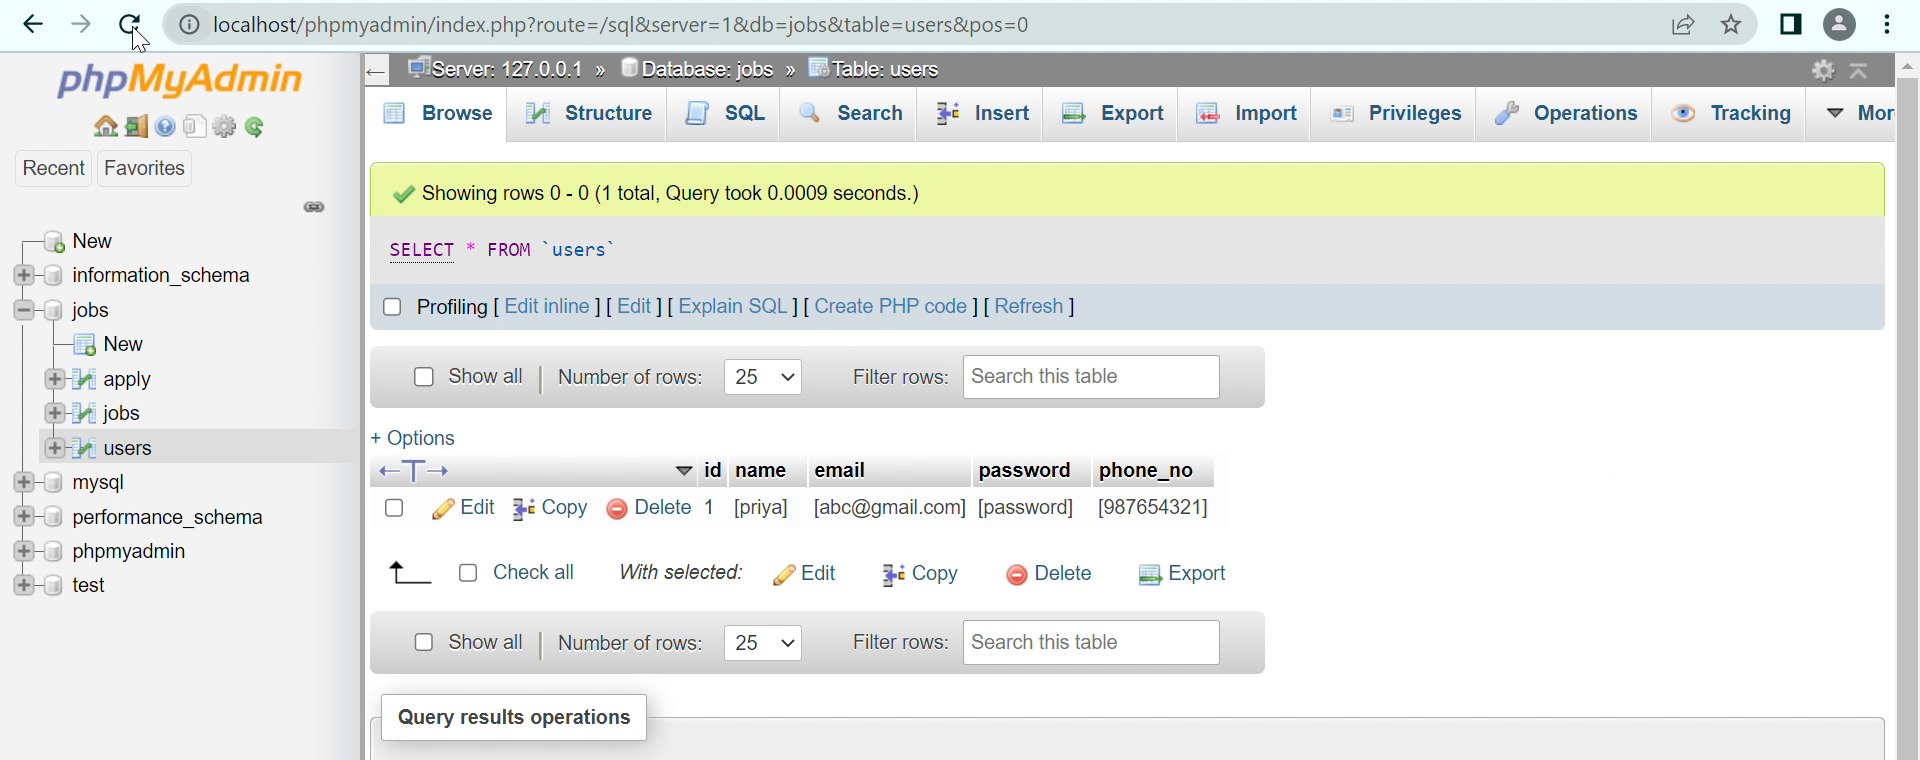 localhost/phpmyadmin/index.php?route=/sql&server=1&db=jobs&table=users&pos=0
phpMyAdmin
Recent Favorites
New
information_schema
jobs
New
apply
jobs
users
mysql
performance_schema
phpmyadmin
test
Server: 127.0.0.1 » Database: jobs » Table: users
Browse Structure SQL Search Insert Export Import Privileges Operations Tracking Mor
Showing rows 0 - 0 (1 total, Query took 0.0009 seconds.)
SELECT * FROM `users`
Profiling [ Edit inline ] [ Edit ] [ Explain SQL ] [ Create PHP code ] [ Refresh ]
Show all Number of rows: 25 Filter rows: Search this table
+ Options
←T→ id name email password phone_no
Edit Copy Delete 1 [priya] [abc@gmail.com] [password] [987654321]
Check all With selected: Edit Copy Delete Export
Show all Number of rows: 25 Filter rows: Search this table
Query results operations